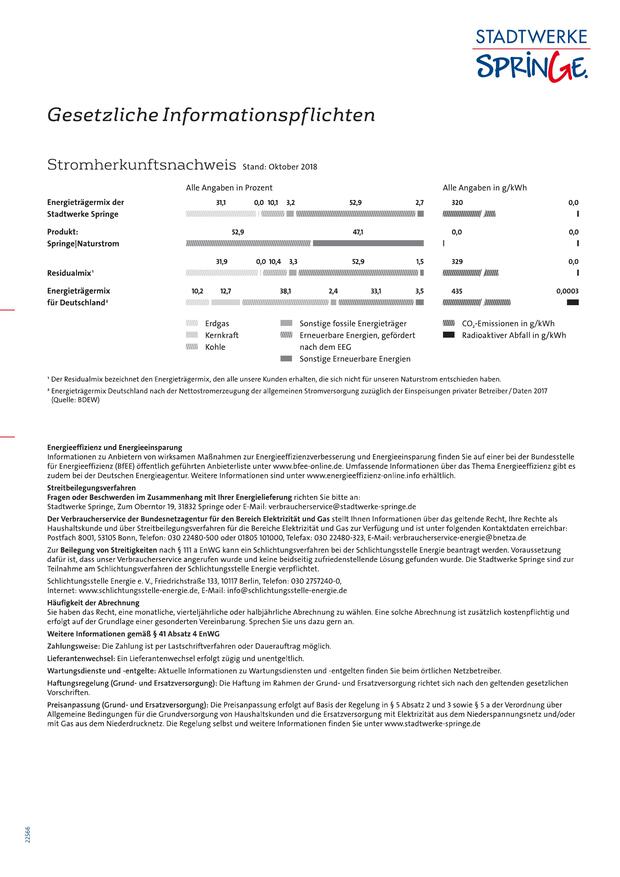 STADTWERKE
SPRINGE.
Gesetzliche Informationspflichten
Stromherkunftsnachweis Stand: Oktober 2018
Alle Angaben in Prozent Alle Angaben in g/kWh
Energieträgermix der 31,1 0,0 10,1 3,2 52,9 2,7 320 0,0
Stadtwerke Springe
Produkt: 52,9 47,1 0,0 0,0
Springe|Naturstrom
31,9 0,0 10,4 3,3 52,9 1,5 329 0,0
Residualmix¹
Energieträgermix 10,2 12,7 38,1 2,4 33,1 3,5 435 0,0003
für Deutschland²
Erdgas Sonstige fossile Energieträger CO₂-Emissionen in g/kWh
Kernkraft Erneuerbare Energien, gefördert Radioaktiver Abfall in g/kWh
Kohle nach dem EEG
Sonstige Erneuerbare Energien
¹ Der Residualmix bezeichnet den Energieträgermix, den alle unsere Kunden erhalten, die sich nicht für unseren Naturstrom entschieden haben.
² Energieträgermix Deutschland nach der Nettostromerzeugung der allgemeinen Stromversorgung zuzüglich der Einspeisungen privater Betreiber/Daten 2017
(Quelle: BDEW)
Energieeffizienz und Energieeinsparung
Informationen zu Anbietern von wirksamen Maßnahmen zur Energieeffizienzverbesserung und Energieeinsparung finden Sie auf einer bei der Bundesstelle
für Energieeffizienz (BfEE) öffentlich geführten Anbieterliste unter www.bfee-online.de. Umfassende Informationen über das Thema Energieeffizienz gibt es
zudem bei der Deutschen Energieagentur. Weitere Informationen sind unter www.energieeffizienz-online.info erhältlich.
Streitbeilegungsverfahren
Fragen oder Beschwerden im Zusammenhang mit Ihrer Energielieferung richten Sie bitte an:
Stadtwerke Springe, Zum Oberntor 19, 31832 Springe oder E-Mail: verbraucherservice@stadtwerke-springe.de
Der Verbraucherservice der Bundesnetzagentur für den Bereich Elektrizität und Gas stellt Ihnen Informationen über das geltende Recht, Ihre Rechte als
Haushaltskunde und über Streitbeilegungsverfahren für die Bereiche Elektrizität und Gas zur Verfügung und ist unter folgenden Kontaktdaten erreichbar:
Postfach 8001, 53105 Bonn, Telefon: 030 22480-500 oder 01805 101000, Telefax: 030 22480-323, E-Mail: verbraucherservice-energie@bnetza.de
Zur Beilegung von Streitigkeiten nach § 111 a EnWG kann ein Schlichtungsverfahren bei der Schlichtungsstelle Energie beantragt werden. Voraussetzung
dafür ist, dass unser Verbraucherservice angerufen wurde und keine beidseitig zufriedenstellende Lösung gefunden wurde. Die Stadtwerke Springe sind zur
Teilnahme am Schlichtungsverfahren der Schlichtungsstelle Energie verpflichtet.
Schlichtungsstelle Energie e. V., Friedrichstraße 133, 10117 Berlin, Telefon: 030 2757240-0,
Internet: www.schlichtungsstelle-energie.de, E-Mail: info@schlichtungsstelle-energie.de
Häufigkeit der Abrechnung
Sie haben das Recht, eine monatliche, vierteljährliche oder halbjährliche Abrechnung zu wählen. Eine solche Abrechnung ist zusätzlich kostenpflichtig und
erfolgt auf der Grundlage einer gesonderten Vereinbarung. Sprechen Sie uns dazu gern an.
Weitere Informationen gemäß § 41 Absatz 4 EnWG
Zahlungsweise: Die Zahlung ist per Lastschriftverfahren oder Dauerauftrag möglich.
Lieferantenwechsel: Ein Lieferantenwechsel erfolgt zügig und unentgeltlich.
Wartungsdienste und -entgelte: Aktuelle Informationen zu Wartungsdiensten und -entgelten finden Sie beim örtlichen Netzbetreiber.
Haftungsregelung (Grund- und Ersatzversorgung): Die Haftung im Rahmen der Grund- und Ersatzversorgung richtet sich nach den geltenden gesetzlichen
Vorschriften.
Preisanpassung (Grund- und Ersatzversorgung): Die Preisanpassung erfolgt auf Basis der Regelung in § 5 Absatz 2 und 3 sowie § 5 a der Verordnung über
Allgemeine Bedingungen für die Grundversorgung von Haushaltskunden und die Ersatzversorgung mit Elektrizität aus dem Niederspannungsnetz und/oder
mit Gas aus dem Niederdrucknetz. Die Regelung selbst und weitere Informationen finden Sie unter www.stadtwerke-springe.de
22566